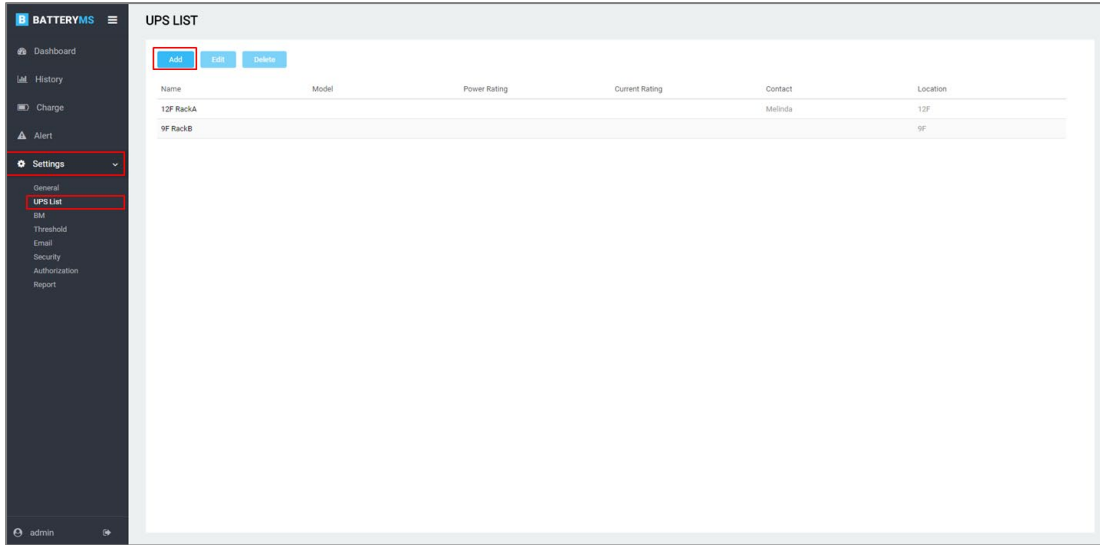 B BATTERYMS
UPS LIST
Dashboard
History
Charge
Alert
Settings
General
UPS List
BM
Threshold
Email
Security
Authorization
Report
admin
Add Edit Delete
Name Model Power Rating Current Rating Contact Location
12F RackA Melinda 12F
9F RackB 9F